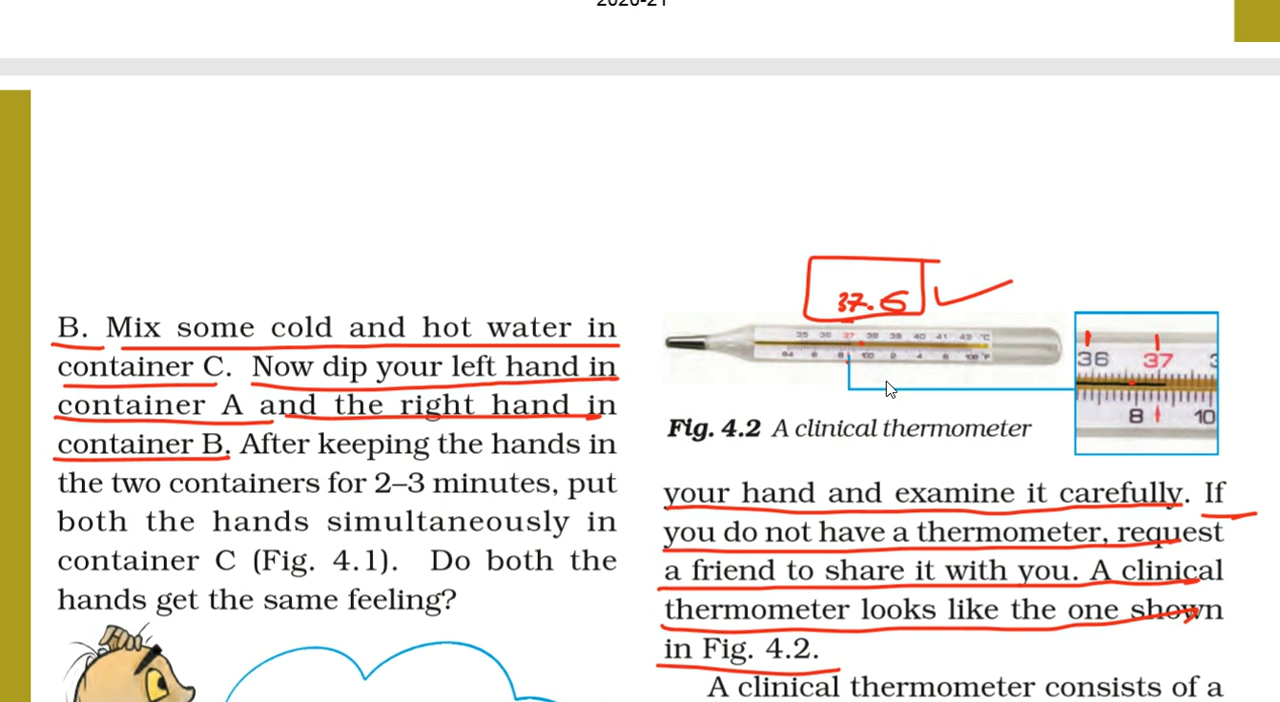 2020-21
B. Mix some cold and hot water in
container C. Now dip your left hand in
container A and the right hand in
container B. After keeping the hands in
the two containers for 2–3 minutes, put
both the hands simultaneously in
container C (Fig. 4.1). Do both the
hands get the same feeling?
37.5
35 36 37 38 39 40 41 42 °C
94 6 8 100 2 4 6 108 °F
36 37
8 10
Fig. 4.2 A clinical thermometer
your hand and examine it carefully. If
you do not have a thermometer, request
a friend to share it with you. A clinical
thermometer looks like the one shown
in Fig. 4.2.
A clinical thermometer consists of a